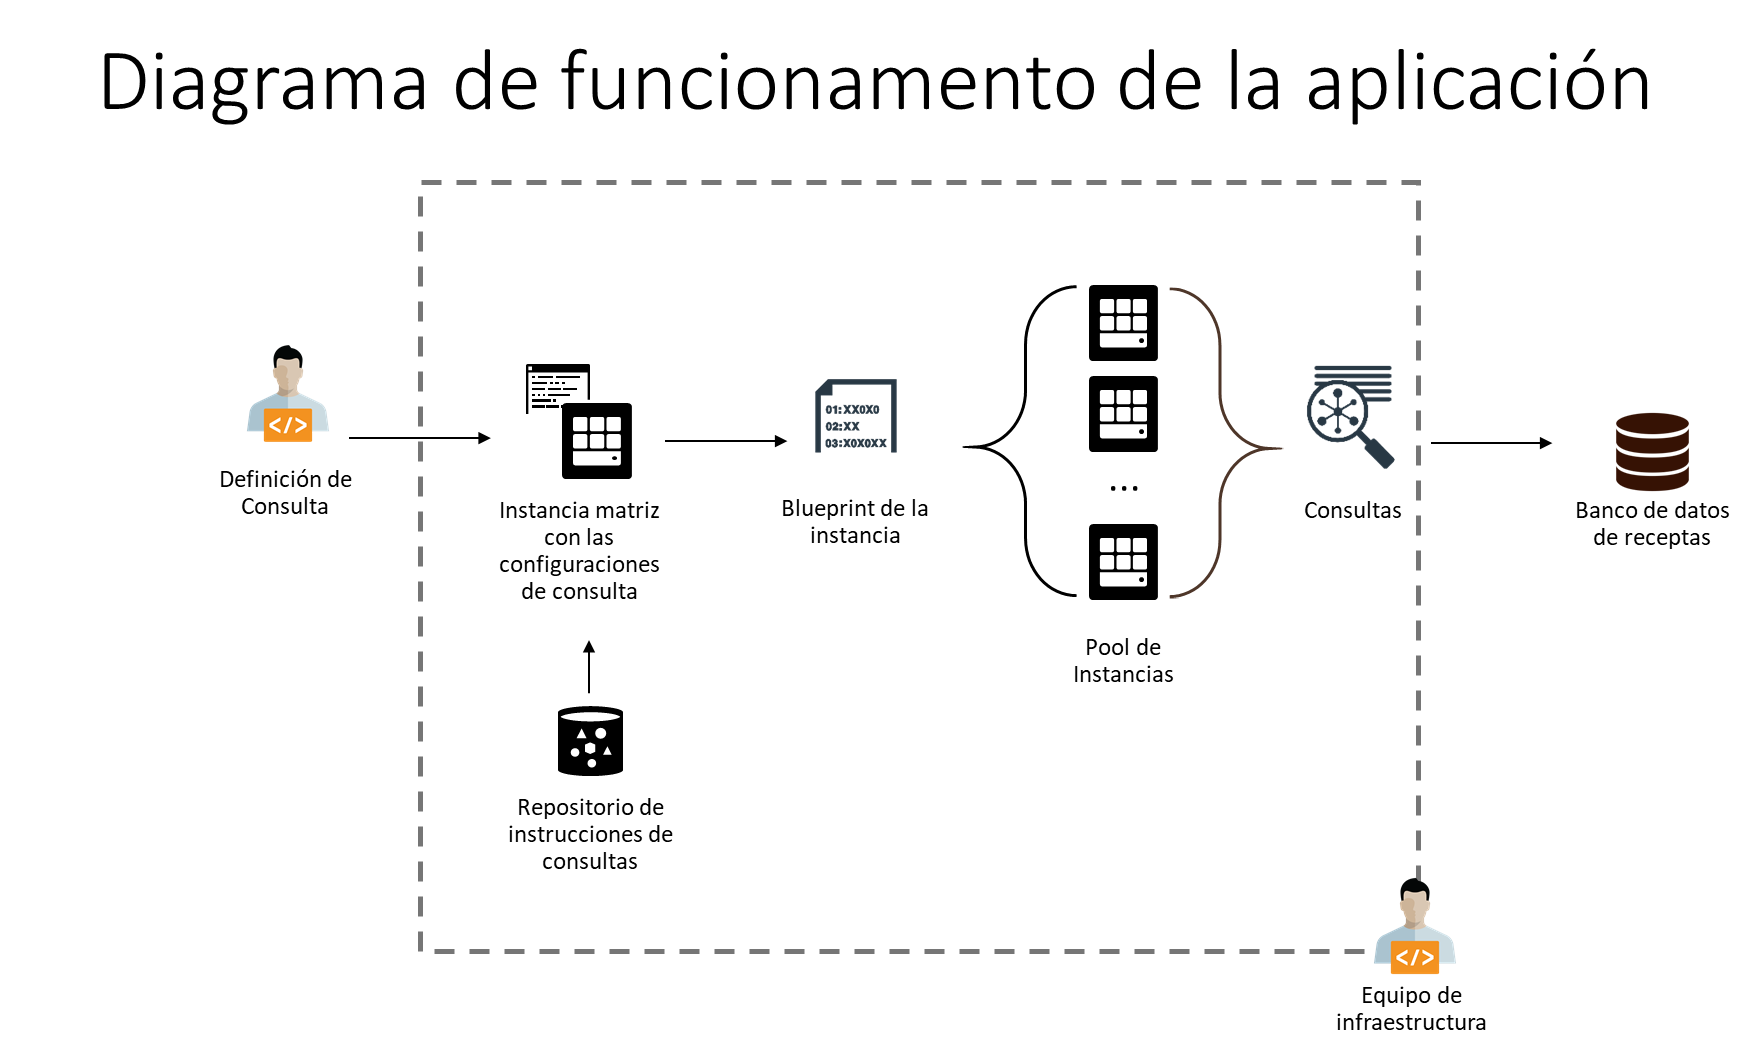 Diagrama de funcionamento de la aplicación
</>
Definición de
Consulta
Instancia matriz
con las
configuraciones
de consulta
01:XX0X0
02:XX
03:X0X0XX
Blueprint de la
instancia
...
Pool de
Instancias
Consultas
Banco de datos
de receptas
Repositorio de
instrucciones de
consultas
</>
Equipo de
infraestructura